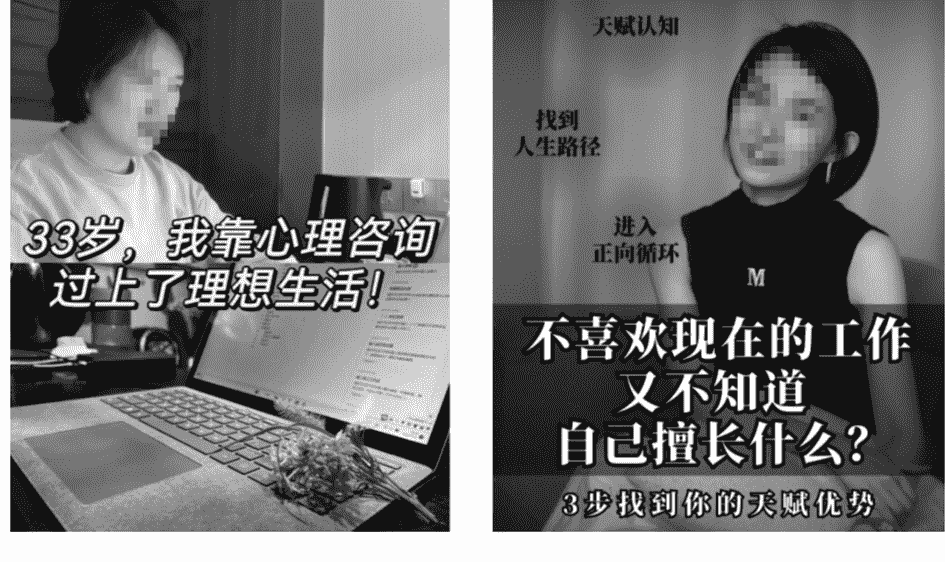 33岁，我靠心理咨询
过上了理想生活！
天赋认知
找到
人生路径
进入
正向循环
M
不喜欢现在的工作
又不知道
自己擅长什么？
3步找到你的天赋优势